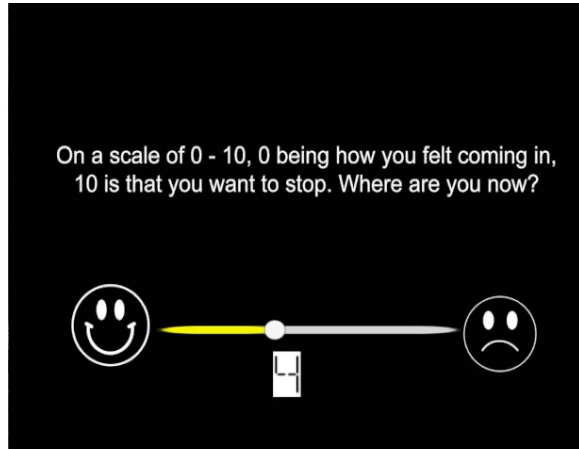 On a scale of 0 - 10, 0 being how you felt coming in,
10 is that you want to stop. Where are you now?
4